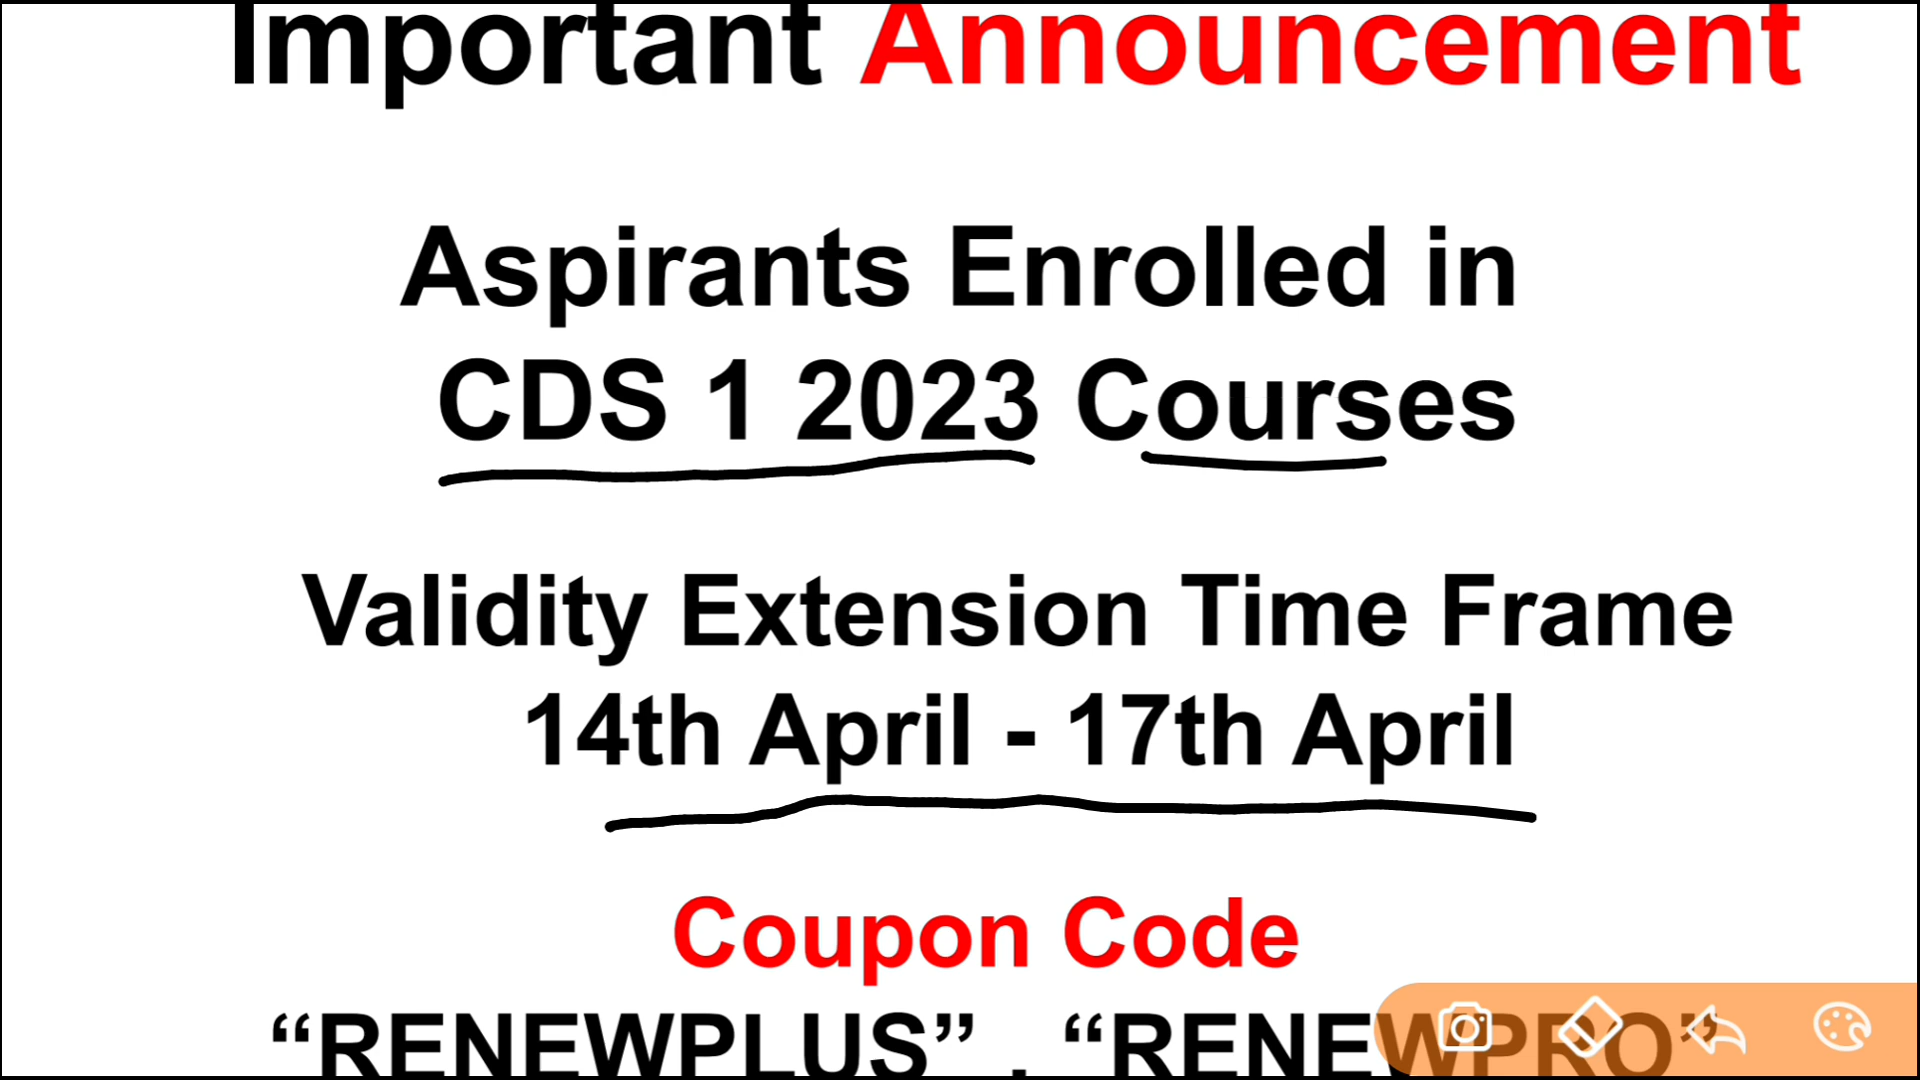 Important Announcement
Aspirants Enrolled in
CDS 1 2023 Courses
Validity Extension Time Frame
14th April - 17th April
Coupon Code
“RENEWPLUS” , “RENEWPRO”